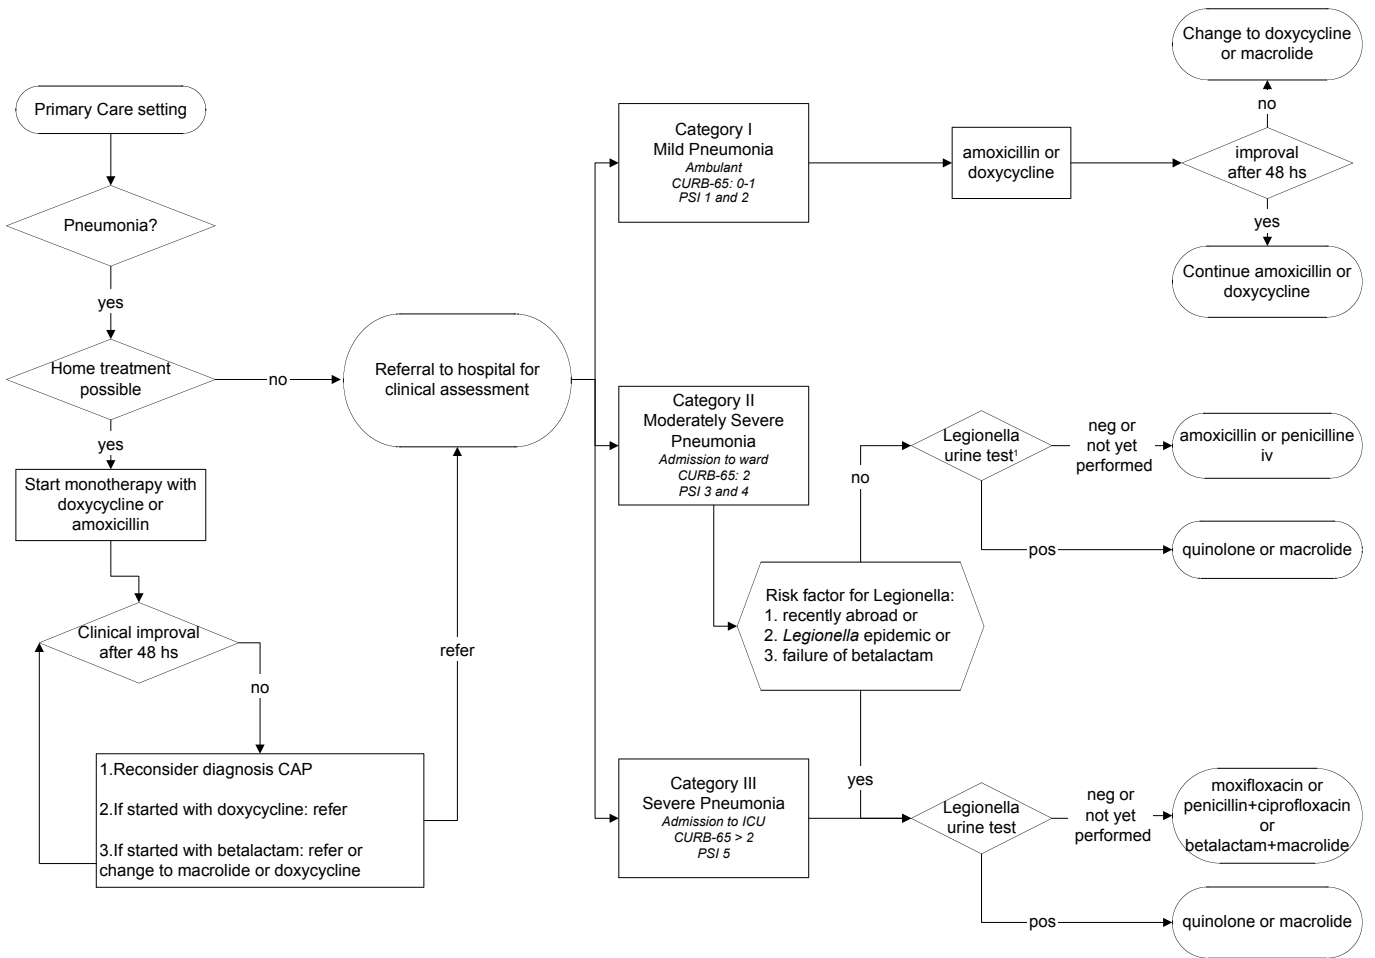 Primary Care setting
Pneumonia?
yes
Home treatment
possible
no
yes
Start monotherapy with
doxycycline or
amoxicillin
Clinical improval
after 48 hs
no
1.Reconsider diagnosis CAP
2.If started with doxycycline: refer
3.If started with betalactam: refer or
change to macrolide or doxycycline
refer
Referral to hospital for
clinical assessment
Category I
Mild Pneumonia
Ambulant
CURB-65: 0-1
PSI 1 and 2
amoxicillin or
doxycycline
improval
after 48 hs
no
Change to doxycycline
or macrolide
yes
Continue amoxicillin or
doxycycline
Category II
Moderately Severe
Pneumonia
Admission to ward
CURB-65: 2
PSI 3 and 4
Risk factor for Legionella:
1. recently abroad or
2. Legionella epidemic or
3. failure of betalactam
no
Legionella
urine test¹
neg or
not yet
performed
amoxicillin or penicilline
iv
pos
quinolone or macrolide
yes
Category III
Severe Pneumonia
Admission to ICU
CURB-65 > 2
PSI 5
Legionella
urine test
neg or
not yet
performed
moxifloxacin or
penicillin+ciprofloxacin
or
betalactam+macrolide
pos
quinolone or macrolide